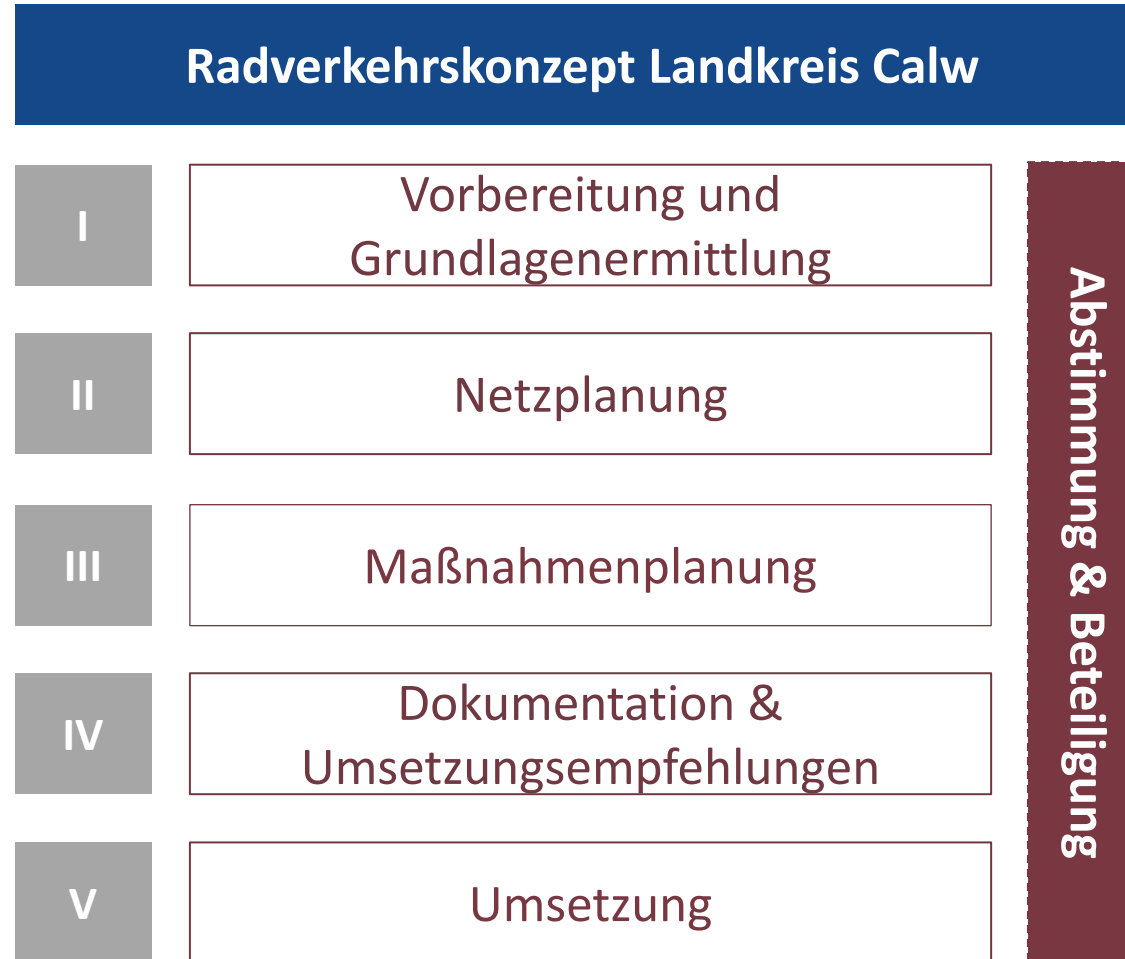 Radverkehrskonzept Landkreis Calw
I
Vorbereitung und
Grundlagenermittlung
II
Netzplanung
III
Maßnahmenplanung
IV
Dokumentation &
Umsetzungsempfehlungen
V
Umsetzung
Abstimmung & Beteiligung